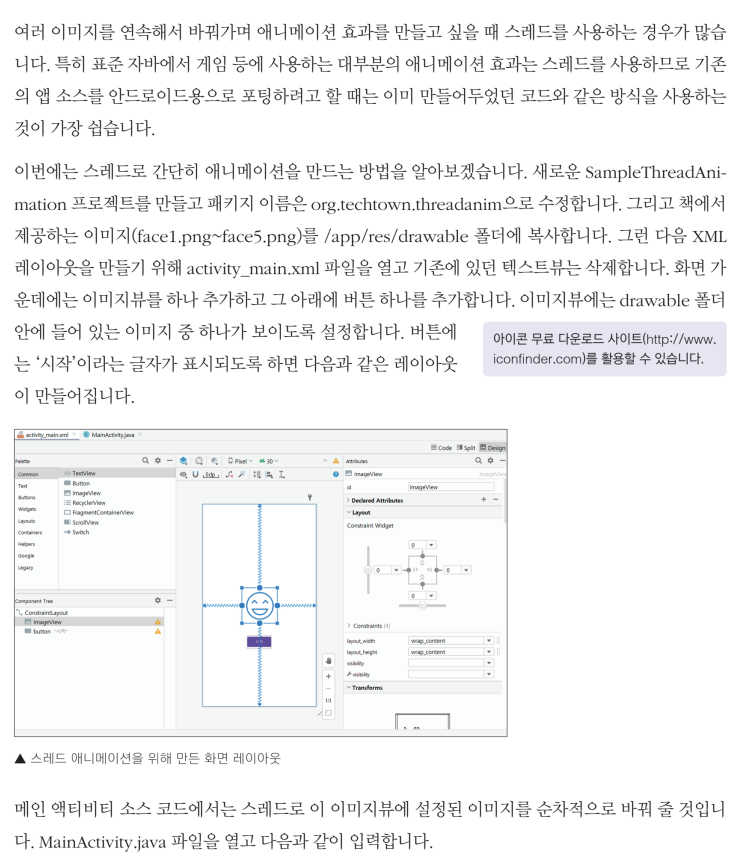 여러 이미지를 연속해서 바꿔가며 애니메이션 효과를 만들고 싶을 때 스레드를 사용하는 경우가 많습
니다. 특히 표준 자바에서 게임 등에 사용하는 대부분의 애니메이션 효과는 스레드를 사용하므로 기존
의 앱 소스를 안드로이드용으로 포팅하려고 할 때는 이미 만들어두었던 코드와 같은 방식을 사용하는
것이 가장 쉽습니다.
이번에는 스레드로 간단히 애니메이션을 만드는 방법을 알아보겠습니다. 새로운 SampleThreadAni-
mation 프로젝트를 만들고 패키지 이름은 org.techtown.threadanim으로 수정합니다. 그리고 책에서
제공하는 이미지(face1.png~face5.png)를 /app/res/drawable 폴더에 복사합니다. 그런 다음 XML
레이아웃을 만들기 위해 activity_main.xml 파일을 열고 기존에 있던 텍스트뷰는 삭제합니다. 화면 가
운데에는 이미지뷰를 하나 추가하고 그 아래에 버튼 하나를 추가합니다. 이미지뷰에는 drawable 폴더
안에 들어 있는 이미지 중 하나가 보이도록 설정합니다. 버튼에
는 '시작'이라는 글자가 표시되도록 하면 다음과 같은 레이아웃
이 만들어집니다.
아이콘 무료 다운로드 사이트(http://www.
iconfinder.com)를 활용할 수 있습니다.
activity_main.xml MainActivity.java
Code Split Design
Palette Pixel 30 Attributes
Common TextView 0dp ImageView ImageView
Text Button
Buttons ImageView id ImageView
Widgets RecyclerView Declared Attributes
Layouts FragmentContainerView Layout
Containers ScrollView Constraint Widget
Helpers Switch
Google
Legacy
0
0 0
0
Component Tree
ConstraintLayout
ImageView Constraints (4)
button "시작"
layout_width wrap_content
layout_height wrap_content
visibility
visibility
Transforms
1:1
▲ 스레드 애니메이션을 위해 만든 화면 레이아웃
메인 액티비티 소스 코드에서는 스레드로 이 이미지뷰에 설정된 이미지를 순차적으로 바꿔 줄 것입니
다. MainActivity.java 파일을 열고 다음과 같이 입력합니다.